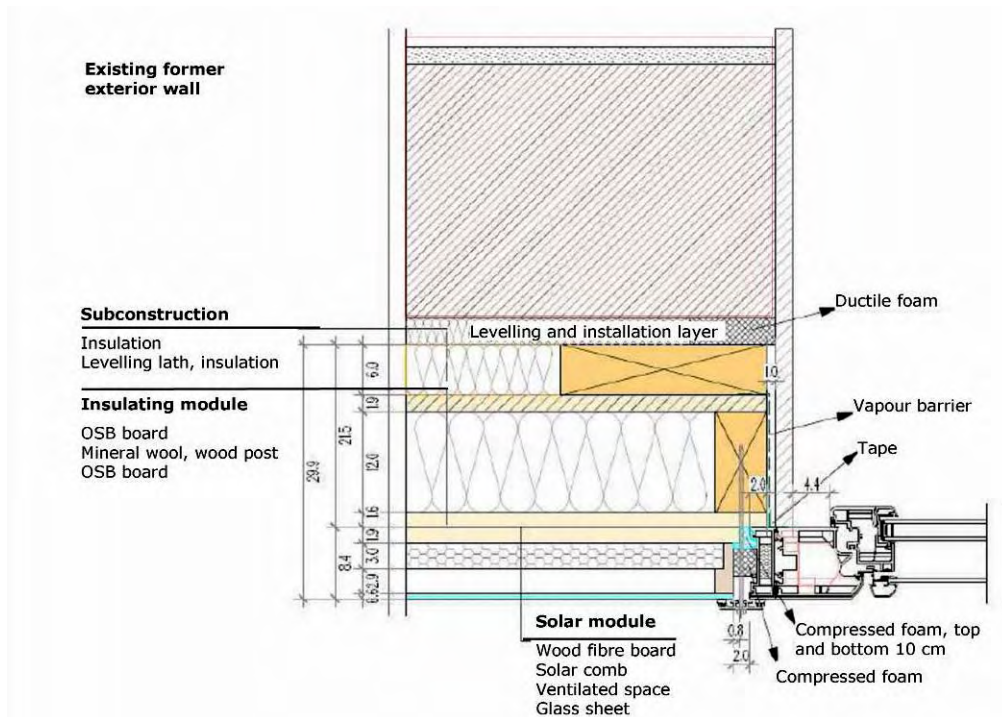 Existing former
exterior wall
Ductile foam
Levelling and installation layer
Subconstruction
Insulation
Levelling lath, insulation
Insulating module
OSB board
Mineral wool, wood post
OSB board
6.0
1.9
12.0
1.6
21.5
29.9
1.0
Vapour barrier
Tape
2.0
4.4
1.9
3.0
2.9
0.6
8.4
Solar module
Wood fibre board
Solar comb
Ventilated space
Glass sheet
0.8
2.0
Compressed foam, top
and bottom 10 cm
Compressed foam